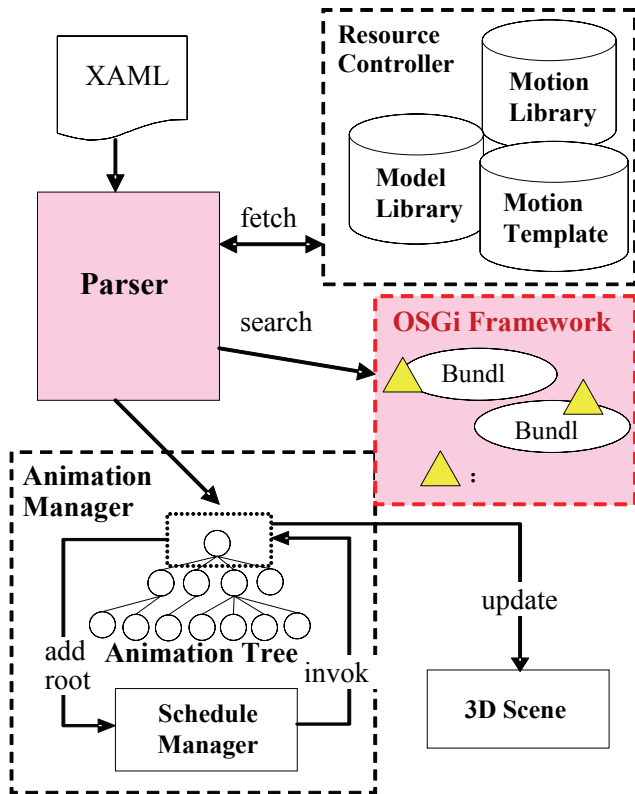 XAML
Resource
Controller
Motion
Library
Model
Library
Motion
Template
fetch
Parser
search
OSGi Framework
Bundl
Bundl
:
Animation
Manager
Animation Tree
add
root
invok
update
Schedule
Manager
3D Scene